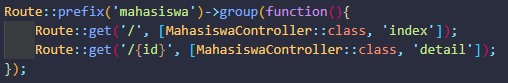 Route::prefix('mahasiswa')->group(function(){
    Route::get('/', [MahasiswaController::class, 'index']);
    Route::get('/{id}', [MahasiswaController::class, 'detail']);
});